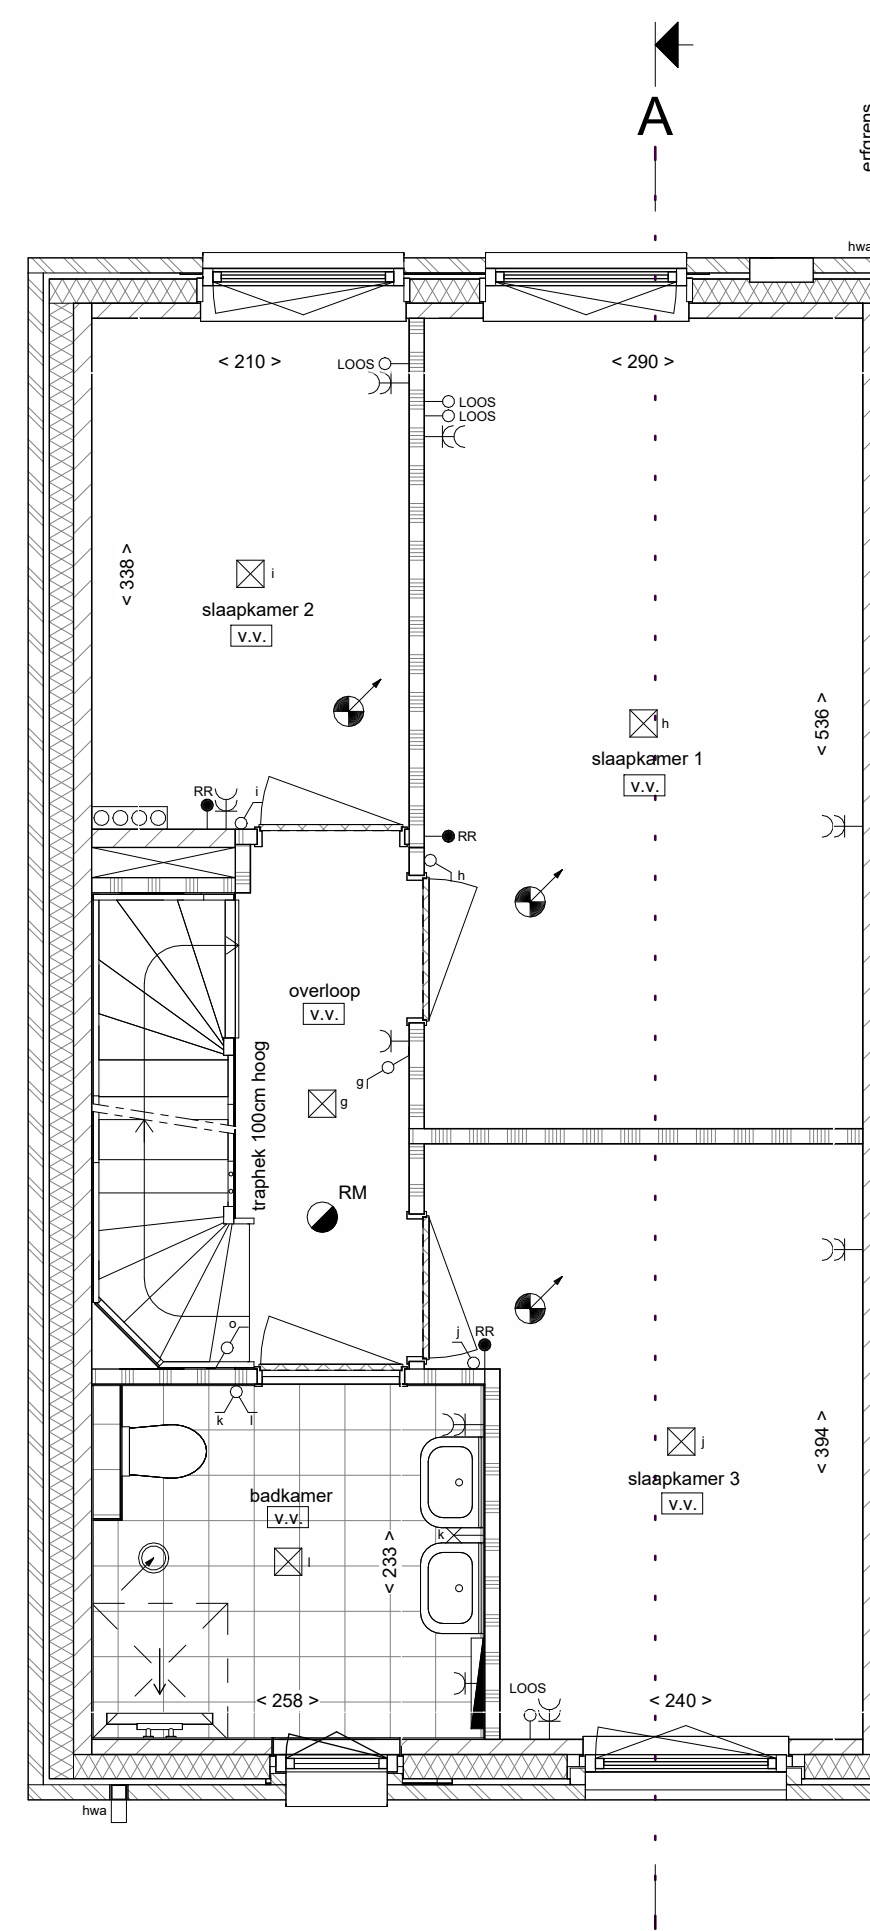 A
erfgrens
hwa
< 210 >
< 290 >
LOOS
LOOS
LOOS
< 338 >
i
slaapkamer 2
v.v.
h
slaapkamer 1
v.v.
< 536 >
RR
i
RR
h
overloop
v.v.
g
g
traphek 100cm hoog
RM
o
j
RR
k l
j
slaapkamer 3
v.v.
< 394 >
badkamer
v.v.
k
l
< 233 >
LOOS
< 258 >
< 240 >
hwa